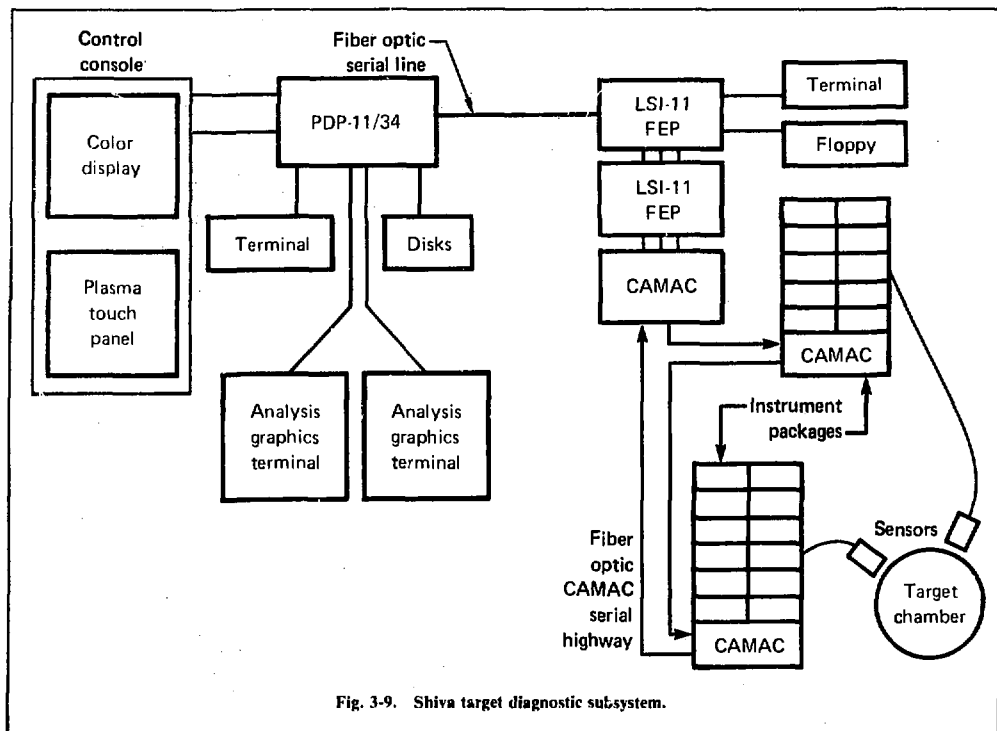 Control
console
Fiber optic
serial line
Color
display
Plasma
touch
panel
PDP-11/34
Terminal
Disks
Analysis
graphics
terminal
Analysis
graphics
terminal
LSI-11
FEP
Terminal
Floppy
LSI-11
FEP
CAMAC
CAMAC
Instrument
packages
Fiber
optic
CAMAC
serial
highway
CAMAC
Sensors
Target
chamber
Fig. 3-9. Shiva target diagnostic subsystem.